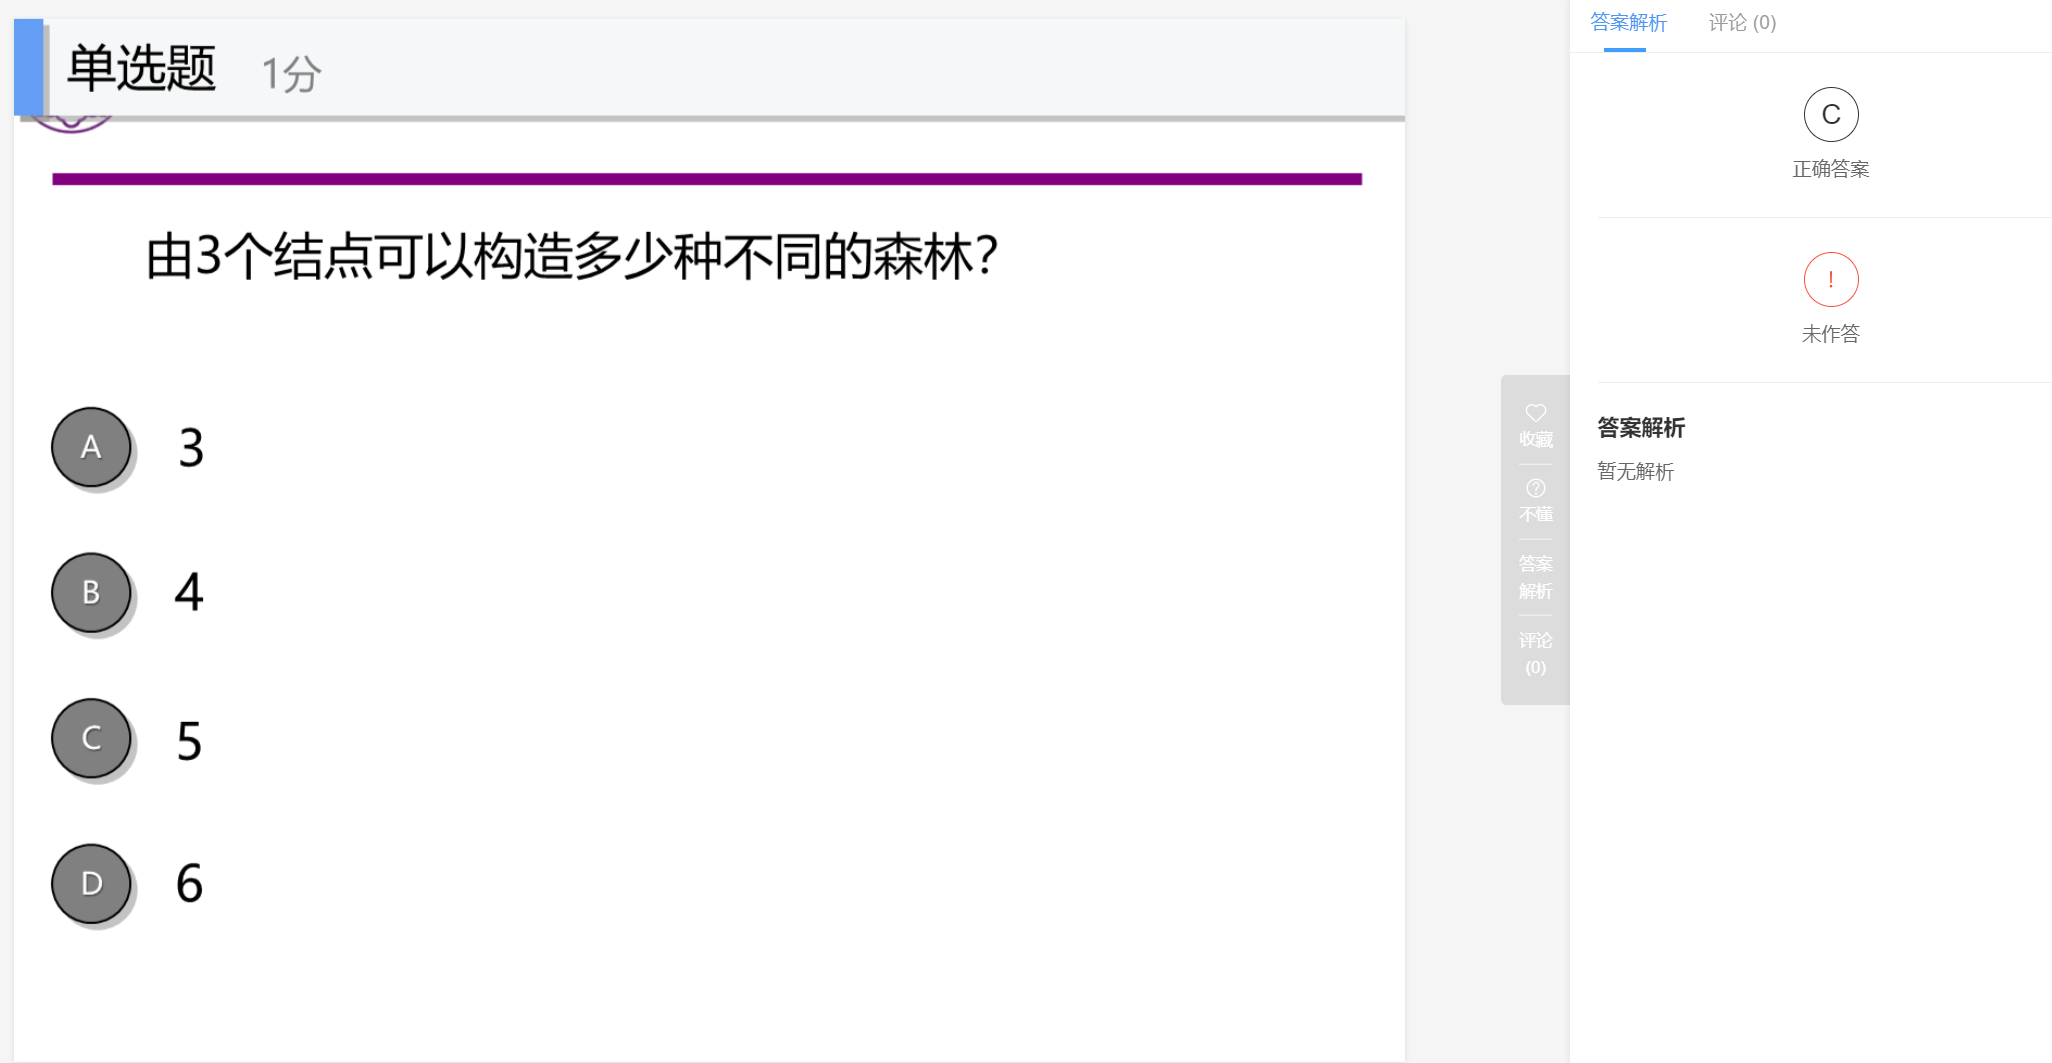 单选题 1分
由3个结点可以构造多少种不同的森林?
A 3
B 4
C 5
D 6
收藏
不懂
答案
解析
评论
(0)
答案解析 评论 (0)
C
正确答案
!
未作答
答案解析
暂无解析